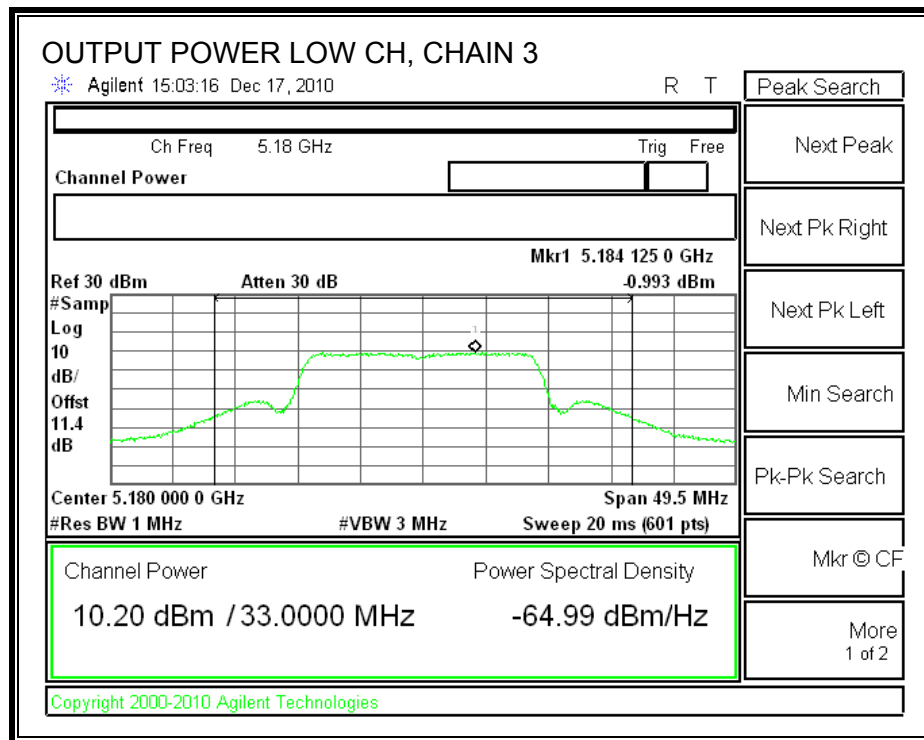 OUTPUT POWER LOW CH, CHAIN 3
Agilent 15:03:16 Dec 17, 2010 R T
Peak Search
Ch Freq 5.18 GHz Trig Free
Next Peak
Channel Power
Next Pk Right
Mkr1 5.184 125 0 GHz
Ref 30 dBm Atten 30 dB -0.993 dBm
#Samp
Log
10
dB/
Offst
11.4
dB
1
Next Pk Left
Min Search
Pk-Pk Search
Center 5.180 000 0 GHz Span 49.5 MHz
#Res BW 1 MHz #VBW 3 MHz Sweep 20 ms (601 pts)
Channel Power Power Spectral Density
10.20 dBm / 33.0000 MHz -64.99 dBm/Hz
Mkr © CF
More
1 of 2
Copyright 2000-2010 Agilent Technologies